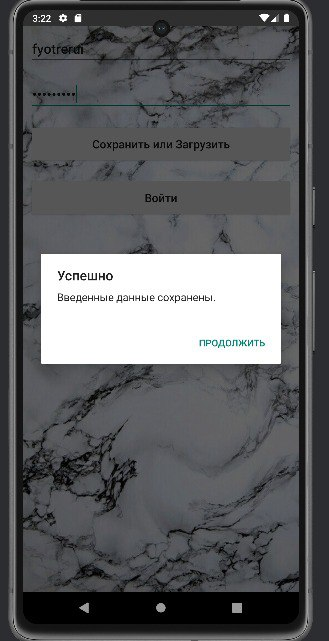 3:22
fyotrerdi
••••••••
Сохранить или Загрузить
Войти
Успешно
Введенные данные сохранены.
ПРОДОЛЖИТЬ